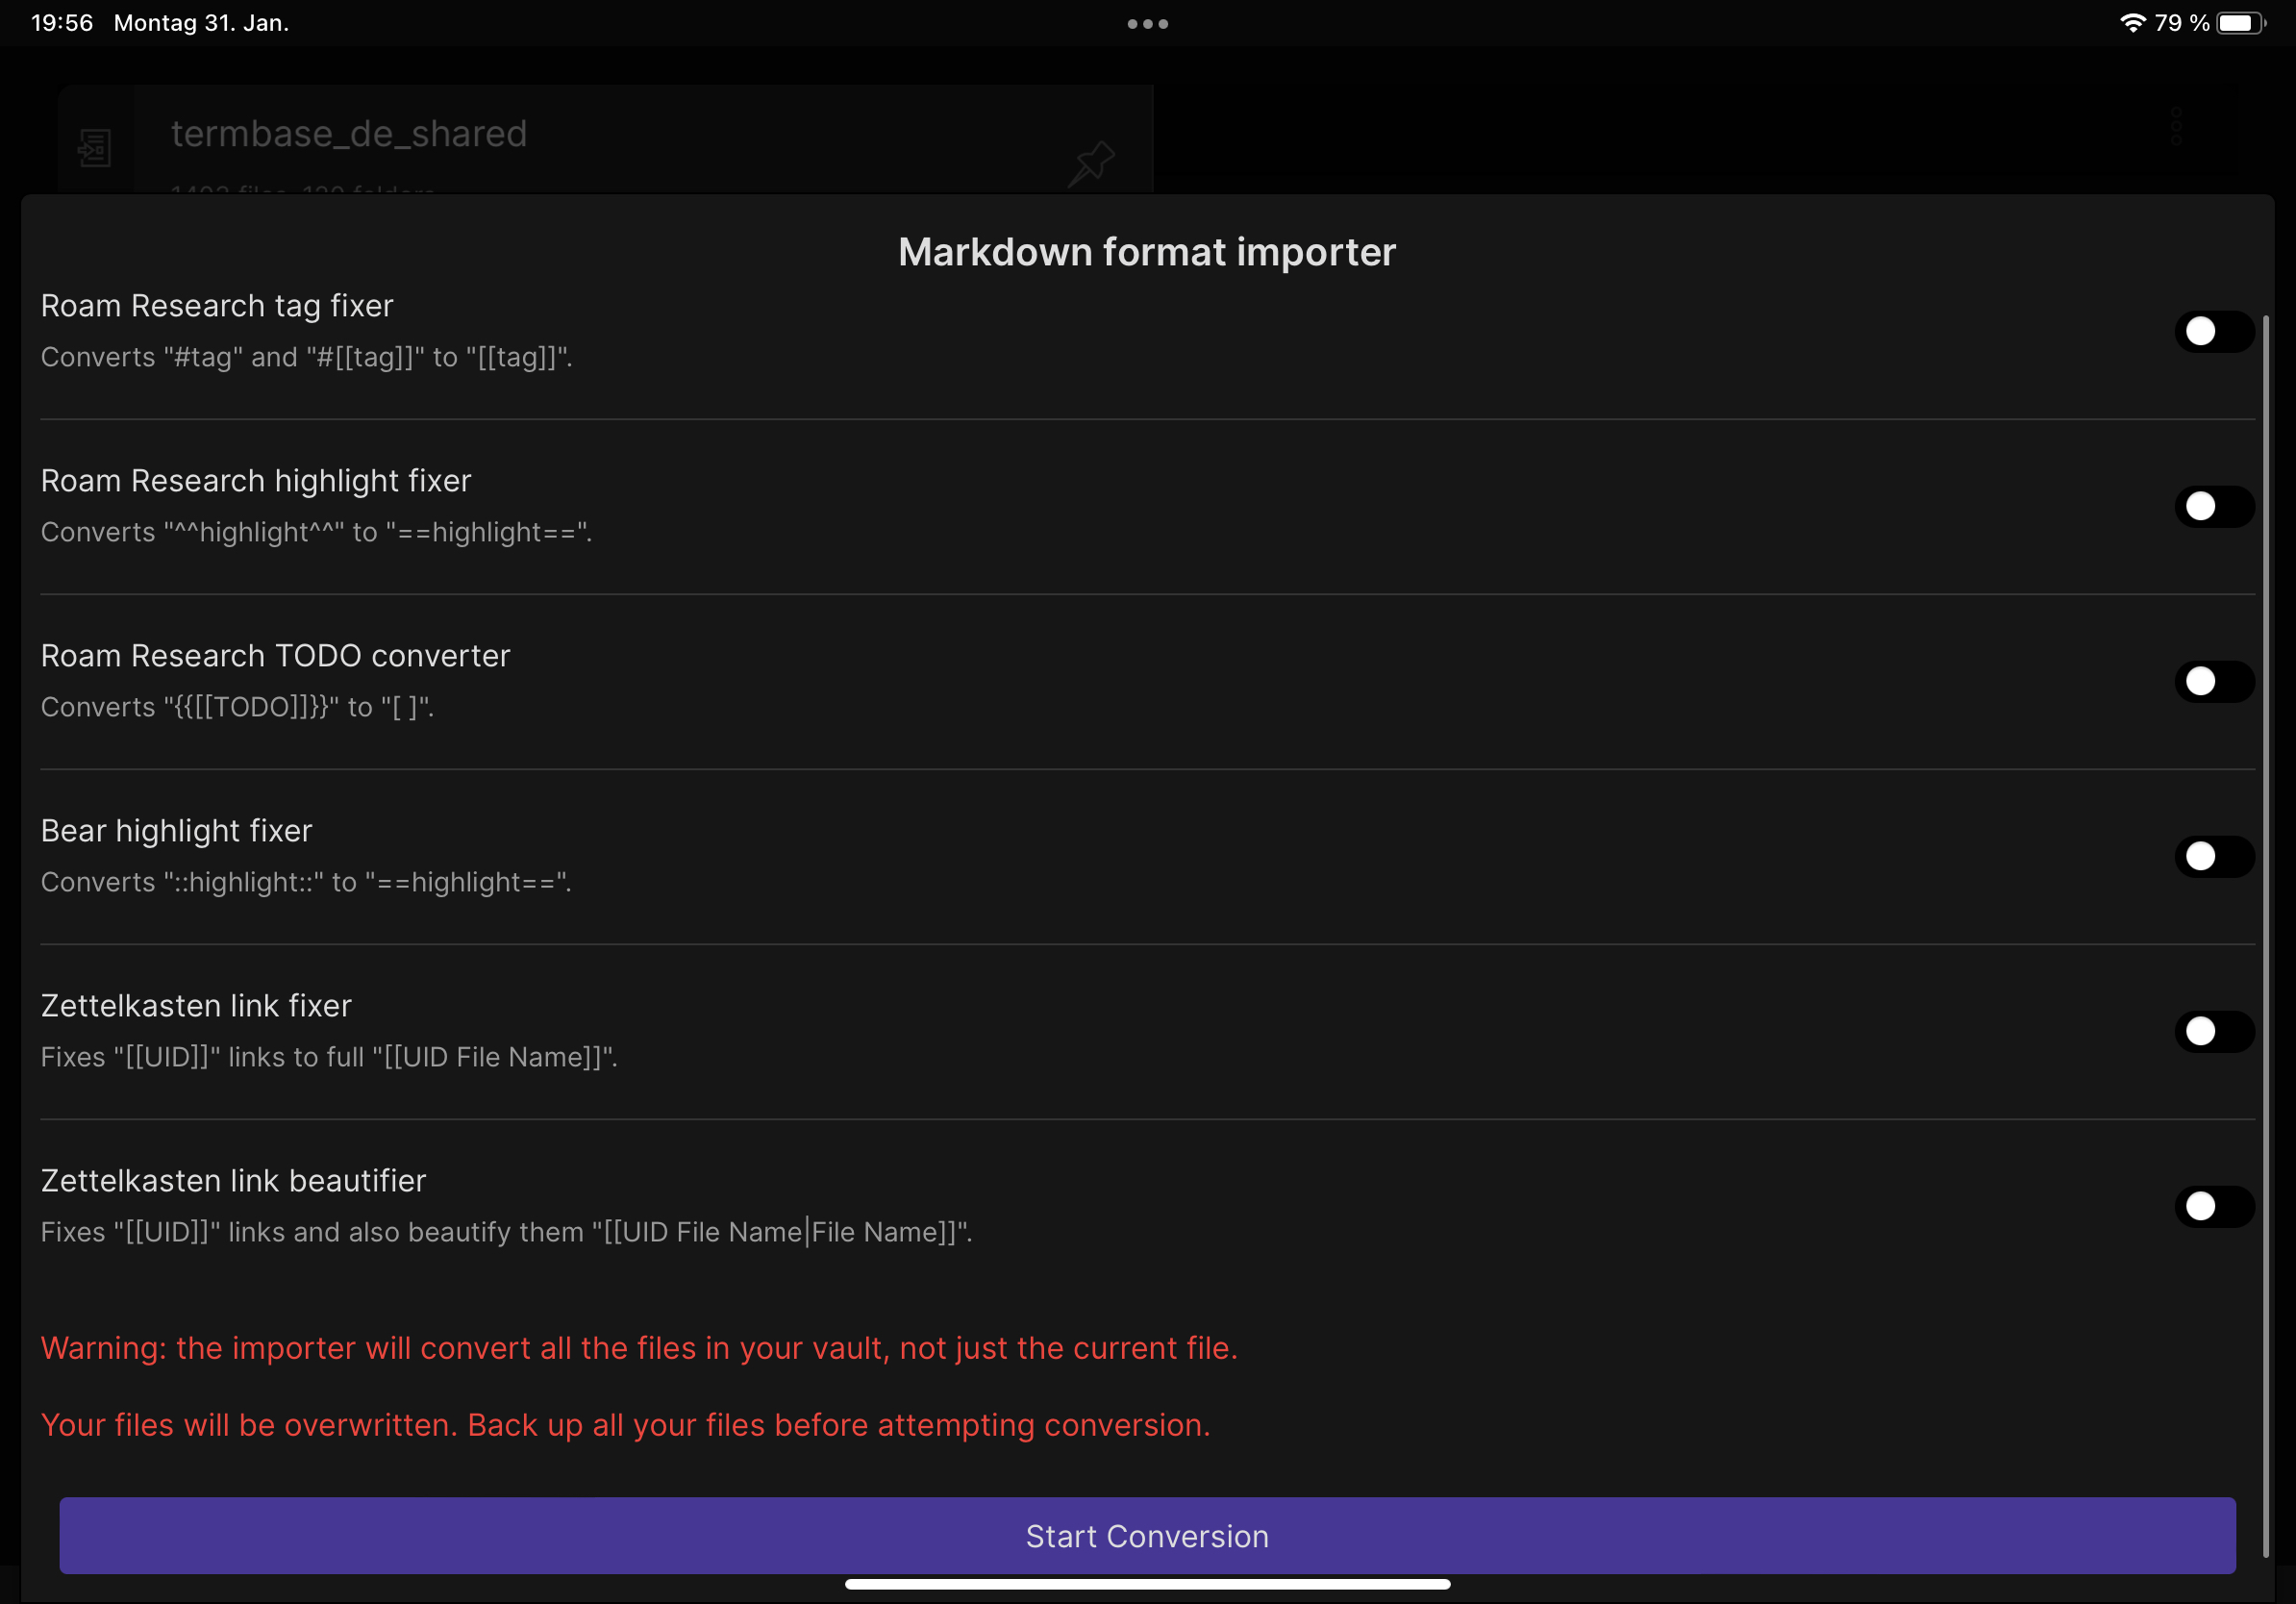 19:56 Montag 31. Jan.
79 %
termbase_de_shared
1403 files, 130 folders
Markdown format importer
Roam Research tag fixer
Converts "#tag" and "#[[tag]]" to "[[tag]]".
Roam Research highlight fixer
Converts "^^highlight^^" to "==highlight==".
Roam Research TODO converter
Converts "{{[[TODO]]}}" to "[ ]".
Bear highlight fixer
Converts "::highlight::" to "==highlight==".
Zettelkasten link fixer
Fixes "[[UID]]" links to full "[[UID File Name]]".
Zettelkasten link beautifier
Fixes "[[UID]]" links and also beautify them "[[UID File Name|File Name]]".
Warning: the importer will convert all the files in your vault, not just the current file.
Your files will be overwritten. Back up all your files before attempting conversion.
Start Conversion